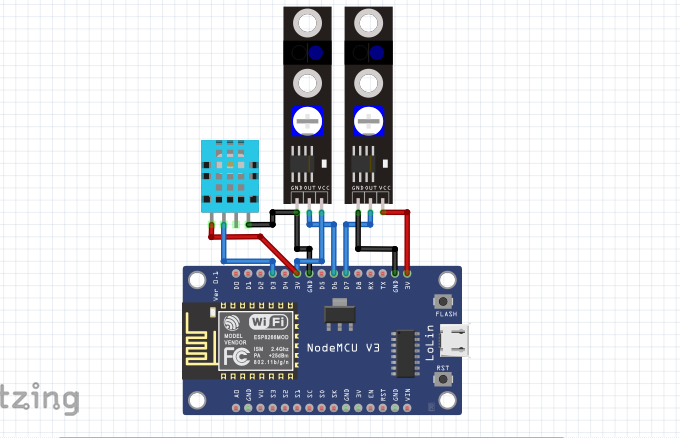 GND OUT VCC
GND OUT VCC
Ver 0.1
D0
D1
D2
D3
D4
3V
GND
D5
D6
D7
D8
RX
TX
GND
3V
FLASH
WiFi
MODEL
VENDOR
ESP8266MOD
ISM 2.4GHz
PA +25dBm
802.11b/g/n
FC
NodeMCU V3
LoLin
RST
A0
GND
VU
S3
S2
S1
SC
S0
SK
GND
3V
EN
RST
GND
VIN
tzing